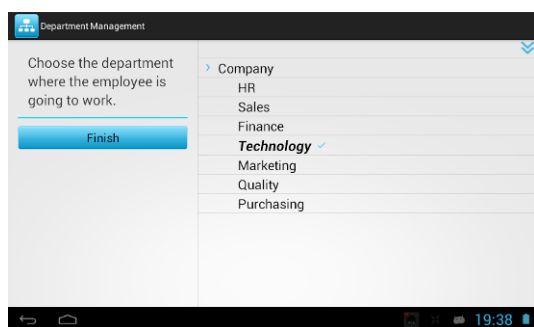 Department Management
Choose the department
where the employee is
going to work.
Finish
Company
HR
Sales
Finance
Technology
Marketing
Quality
Purchasing
19:38